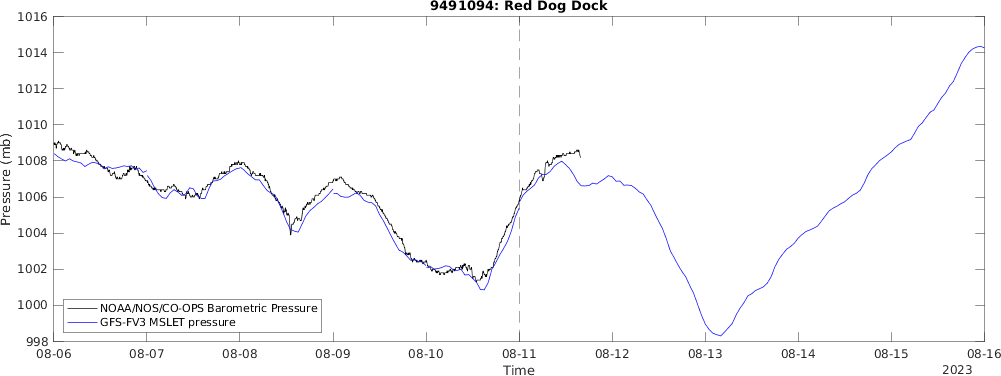 9491094: Red Dog Dock
Pressure (mb)
1016
1014
1012
1010
1008
1006
1004
1002
1000
998
NOAA/NOS/CO-OPS Barometric Pressure
GFS-FV3 MSLET pressure
08-06 08-07 08-08 08-09 08-10 08-11 08-12 08-13 08-14 08-15 08-16
Time
2023